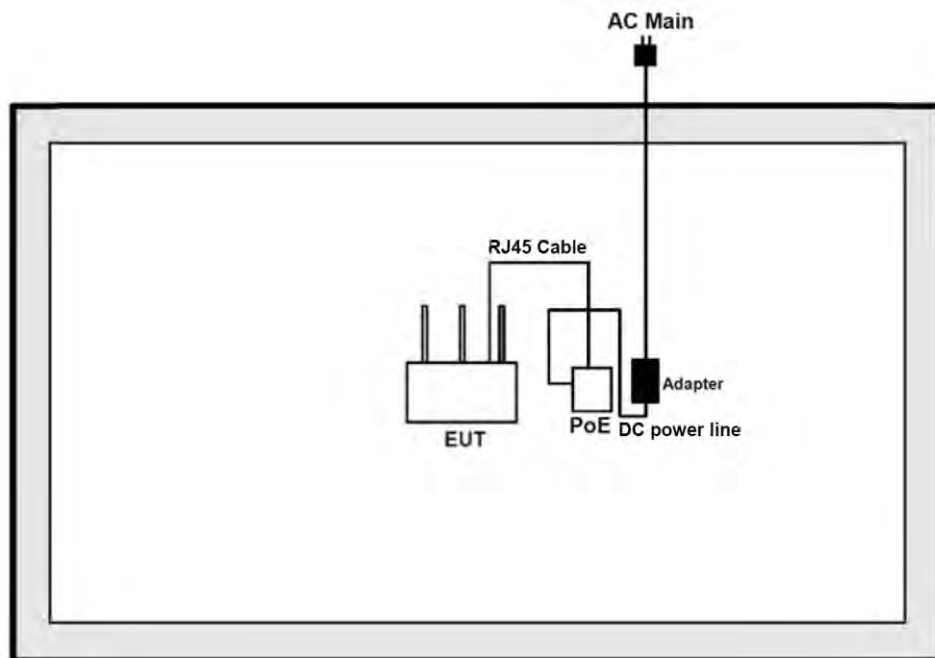 AC Main
RJ45 Cable
Adapter
EUT
PoE
DC power line